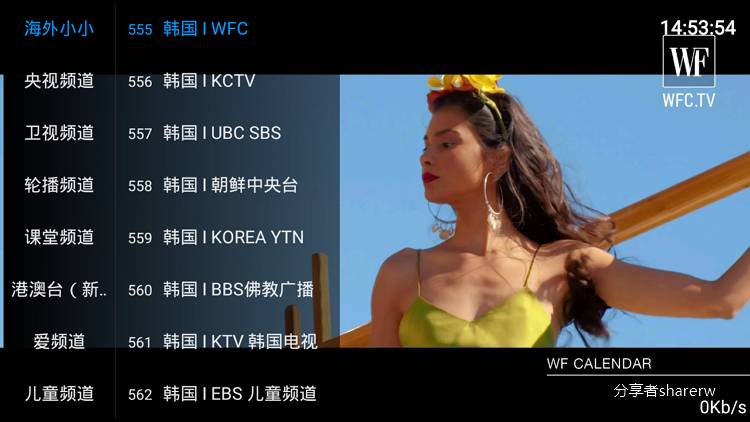 海外小小
555 韩国 I WFC
14:53:54
WF
WFC.TV
央视频道
556 韩国 I KCTV
卫视频道
557 韩国 I UBC SBS
轮播频道
558 韩国 I 朝鲜中央台
课堂频道
559 韩国 I KOREA YTN
港澳台（新..
560 韩国 I BBS佛教广播
爱频道
561 韩国 I KTV 韩国电视
儿童频道
562 韩国 I EBS 儿童频道
WF CALENDAR
分享者sharerw
0Kb/s